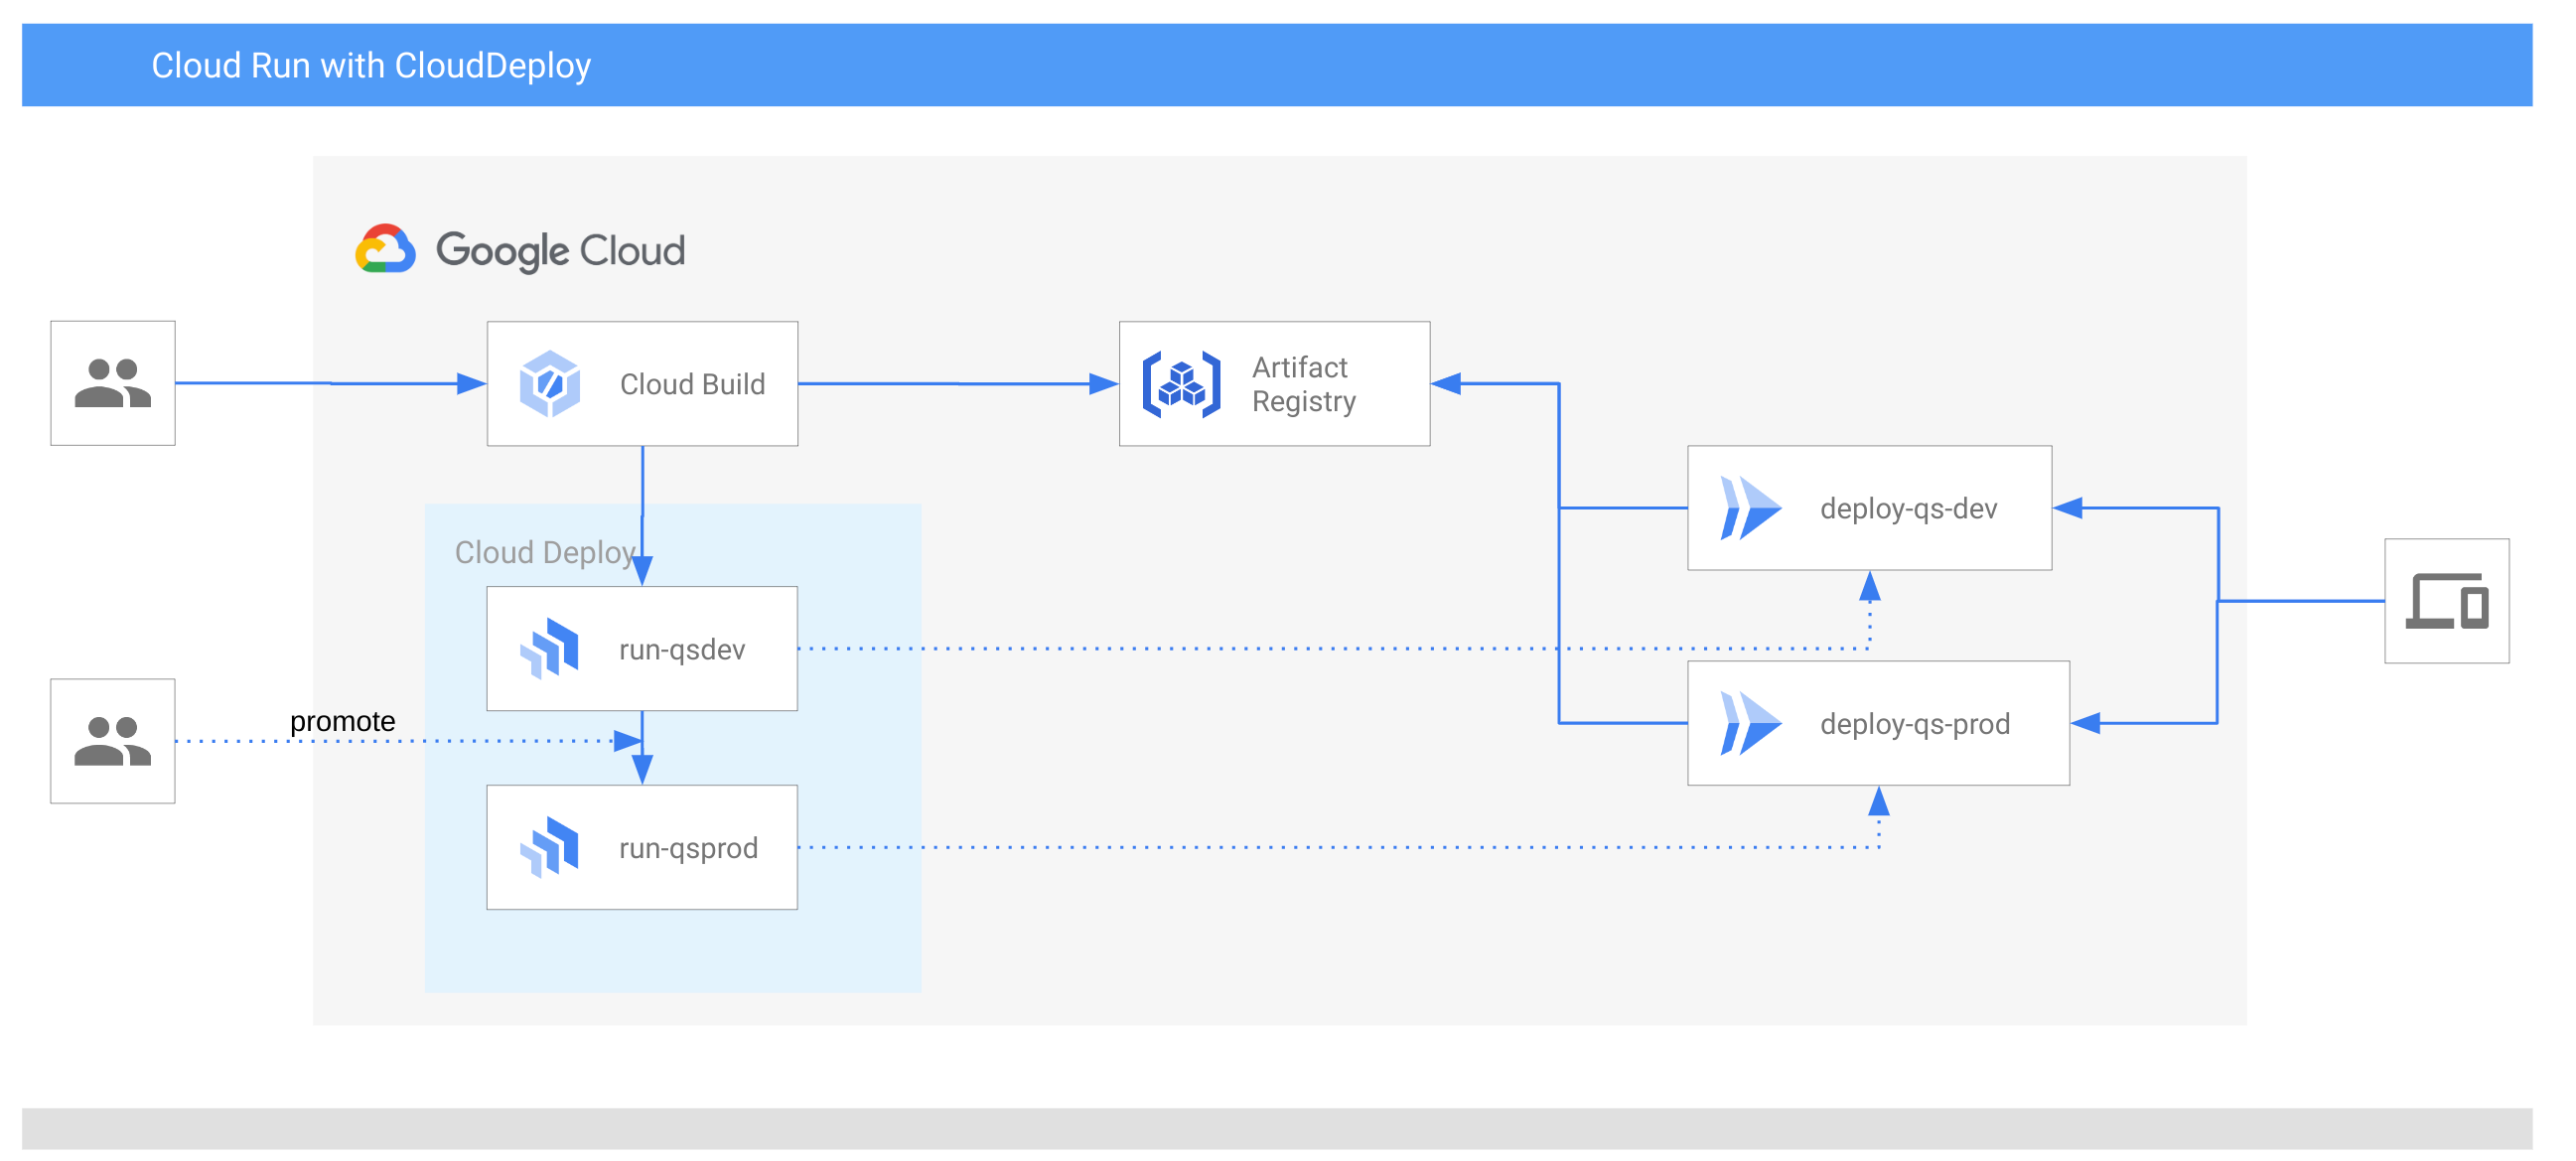 Cloud Run with CloudDeploy
Google Cloud
Cloud Build
Artifact
Registry
deploy-qs-dev
Cloud Deploy
run-qsdev
promote
deploy-qs-prod
run-qsprod